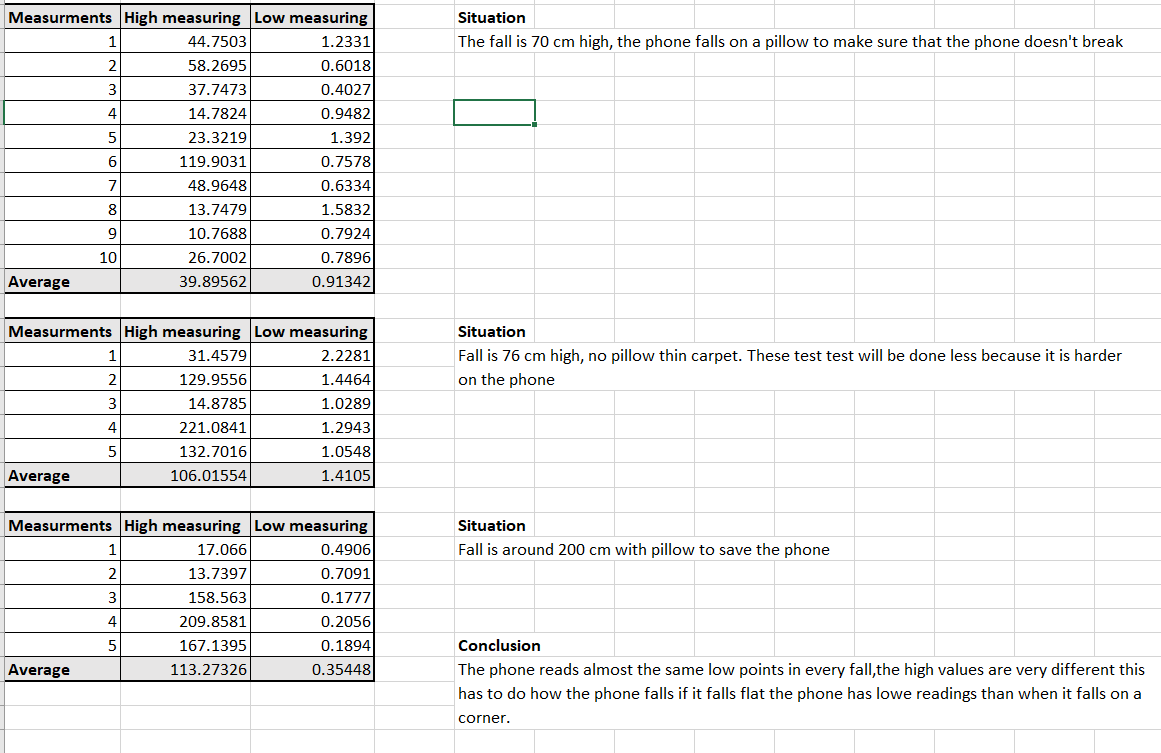 Measurments High measuring Low measuring Situation
1 44.7503 1.2331 The fall is 70 cm high, the phone falls on a pillow to make sure that the phone doesn't break
2 58.2695 0.6018
3 37.7473 0.4027
4 14.7824 0.9482
5 23.3219 1.392
6 119.9031 0.7578
7 48.9648 0.6334
8 13.7479 1.5832
9 10.7688 0.7924
10 26.7002 0.7896
Average 39.89562 0.91342
Measurments High measuring Low measuring Situation
1 31.4579 2.2281 Fall is 76 cm high, no pillow thin carpet. These test test will be done less because it is harder
2 129.9556 1.4464 on the phone
3 14.8785 1.0289
4 221.0841 1.2943
5 132.7016 1.0548
Average 106.01554 1.4105
Measurments High measuring Low measuring Situation
1 17.066 0.4906 Fall is around 200 cm with pillow to save the phone
2 13.7397 0.7091
3 158.563 0.1777
4 209.8581 0.2056
5 167.1395 0.1894 Conclusion
Average 113.27326 0.35448 The phone reads almost the same low points in every fall,the high values are very different this
has to do how the phone falls if it falls flat the phone has lowe readings than when it falls on a
corner.